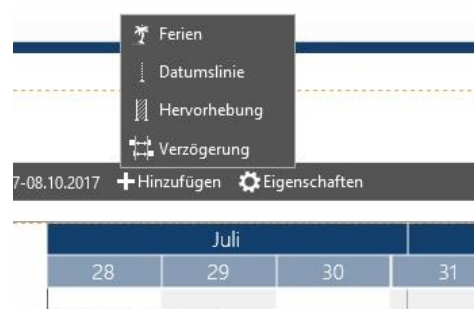 Ferien
Datumslinie
Hervorhebung
Verzögerung
7-08.10.2017 Hinzufügen Eigenschaften
Juli
28 29 30 31